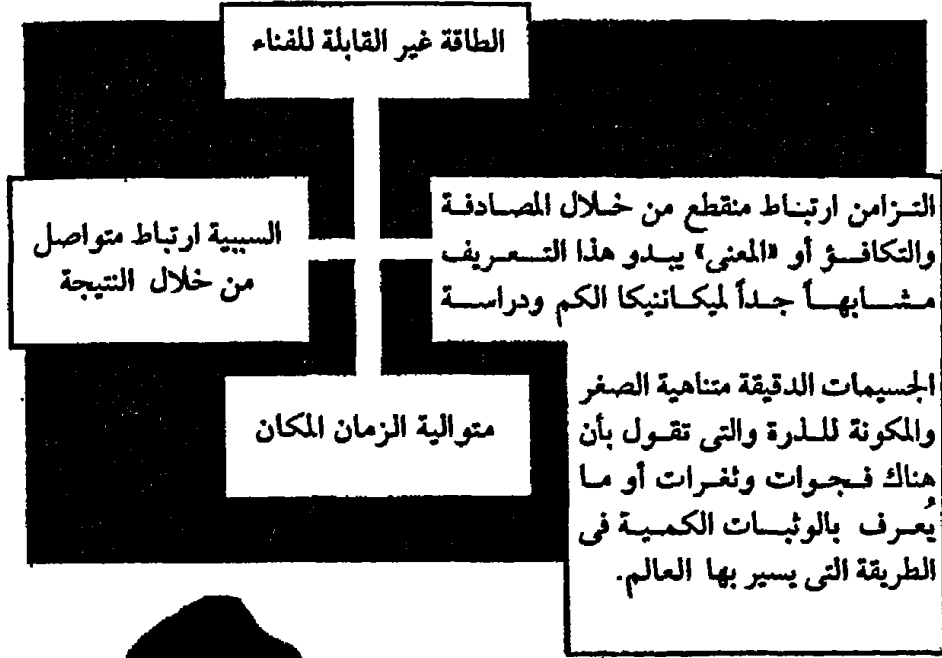 الطاقة غير القابلة للفناء
التزامن ارتباط منقطع من خلال المصادفة
والتكافؤ أو «المعنى» يبدو هذا التعريف
مشابهاً جداً لميكاننيكا الكم ودراسة
الجسيمات الدقيقة متناهية الصغر
والمكونة للذرة والتى تقول بأن
هناك فجوات وثغرات أو ما
يُعرف بالوثبات الكمية فى
الطريقة التى يسير بها العالم.
السببية ارتباط متواصل
من خلال النتيجة
متوالية الزمان المكان